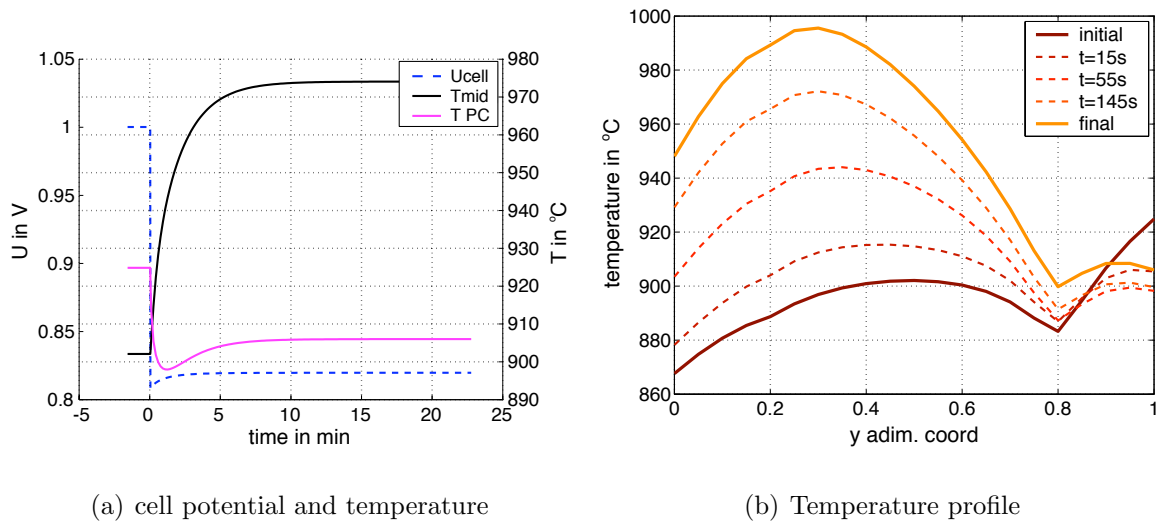 1.05
1
0.95
0.9
0.85
0.8
U in V
-5
0
5
10
15
20
25
time in min
980
970
960
950
940
930
920
910
900
890
T in °C
Ucell
Tmid
T PC
(a) cell potential and temperature
1000
980
960
940
920
900
880
860
temperature in °C
0
0.2
0.4
0.6
0.8
1
y adim. coord
initial
t=15s
t=55s
t=145s
final
(b) Temperature profile